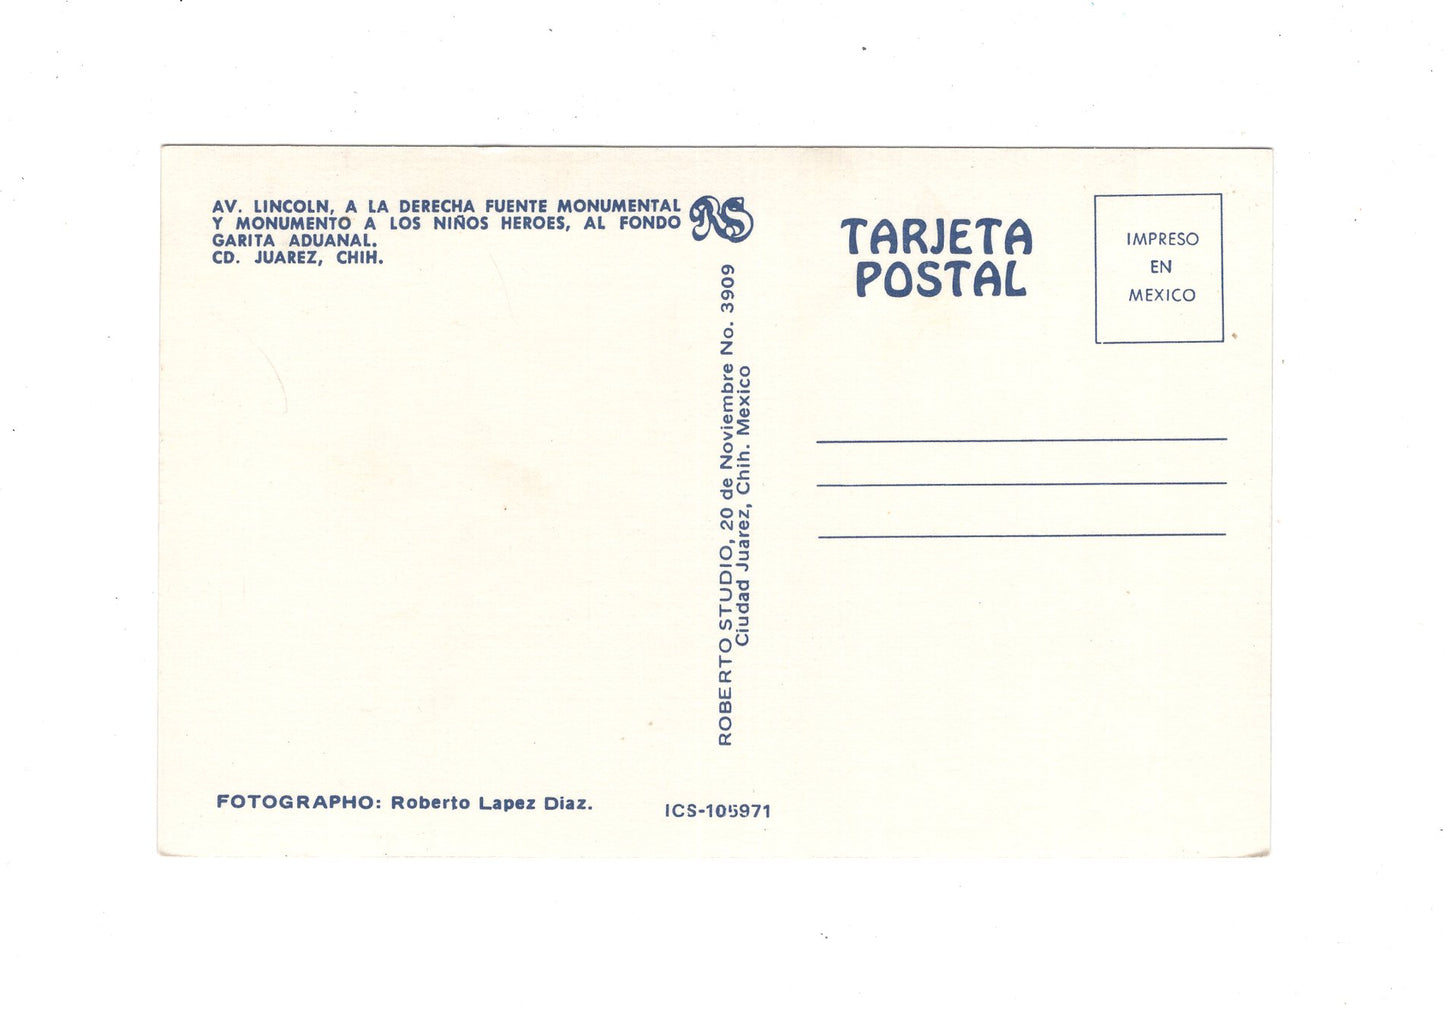 AV. LINCOLN, A LA DERECHA FUENTE MONUMENTAL
Y MONUMENTO A LOS NIÑOS HEROES, AL FONDO
GARITA ADUANAL.
CD. JUAREZ, CHIH.
RS
ROBERTO STUDIO, 20 de Noviembre No. 3909
Ciudad Juarez, Chih. Mexico
TARJETA
POSTAL
IMPRESO
EN
MEXICO
FOTOGRAPHO: Roberto Lapez Diaz.
ICS-105971